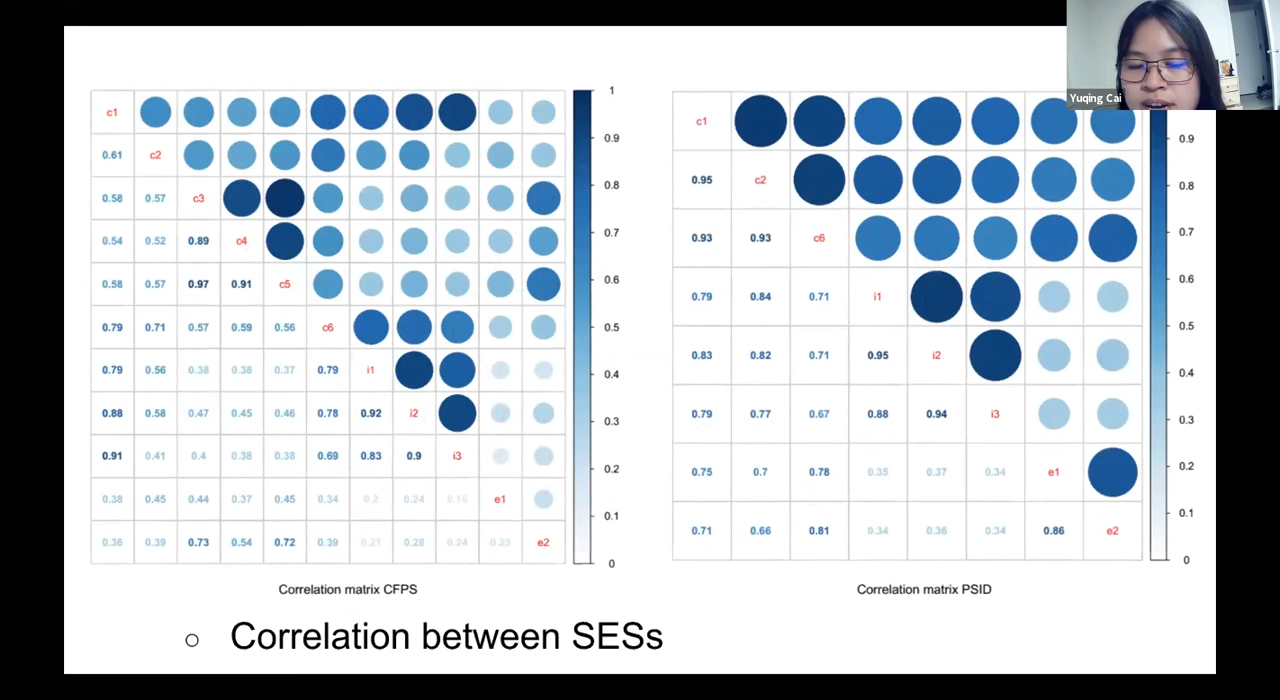 Yuqing Cai
c1
0.61 c2
0.58 0.57 c3
0.54 0.52 0.89 c4
0.58 0.57 0.97 0.91 c5
0.79 0.71 0.57 0.59 0.56 c6
0.79 0.56 0.38 0.38 0.37 0.79 i1
0.88 0.58 0.47 0.45 0.46 0.78 0.92 i2
0.91 0.41 0.4 0.38 0.38 0.69 0.83 0.9 i3
0.38 0.45 0.44 0.37 0.45 0.34 0.2 0.24 e1
0.36 0.39 0.73 0.54 0.72 0.39 0.21 0.28 0.24 e2
1
0.9
0.8
0.7
0.6
0.5
0.4
0.3
0.2
0.1
0
Correlation matrix CFPS
c1
0.95 c2
0.93 0.93 c6
0.79 0.84 0.71 i1
0.83 0.82 0.71 0.95 i2
0.79 0.77 0.67 0.88 0.94 i3
0.75 0.7 0.78 0.35 0.37 0.34 e1
0.71 0.66 0.81 0.34 0.36 0.34 0.86 e2
0.9
0.8
0.7
0.6
0.5
0.4
0.3
0.2
0.1
0
Correlation matrix PSID
○ Correlation between SESs